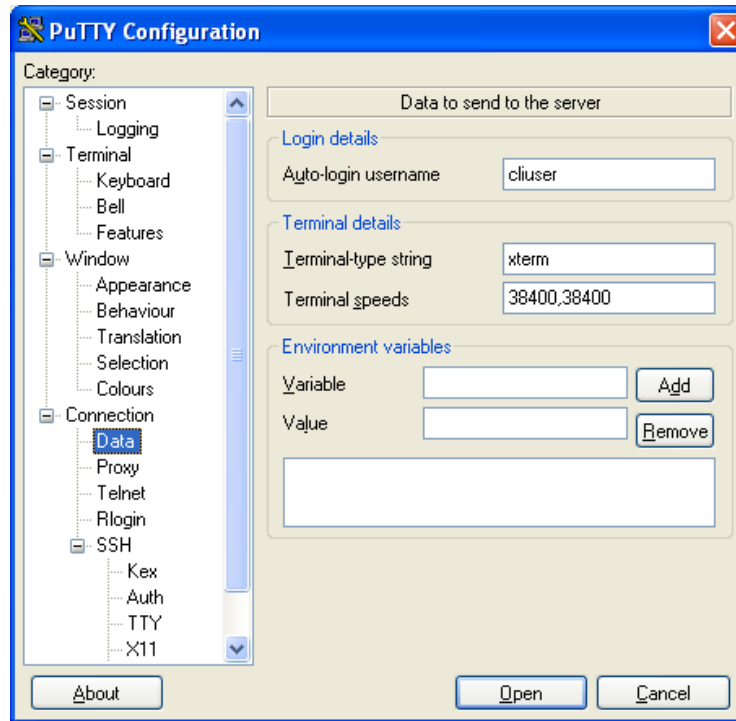 PuTTY Configuration
Category:
Session
Logging
Terminal
Keyboard
Bell
Features
Window
Appearance
Behaviour
Translation
Selection
Colours
Connection
Data
Proxy
Telnet
Rlogin
SSH
Kex
Auth
TTY
X11
Data to send to the server
Login details
Auto-login username cliuser
Terminal details
Terminal-type string xterm
Terminal speeds 38400,38400
Environment variables
Variable Add
Value Remove
About Open Cancel